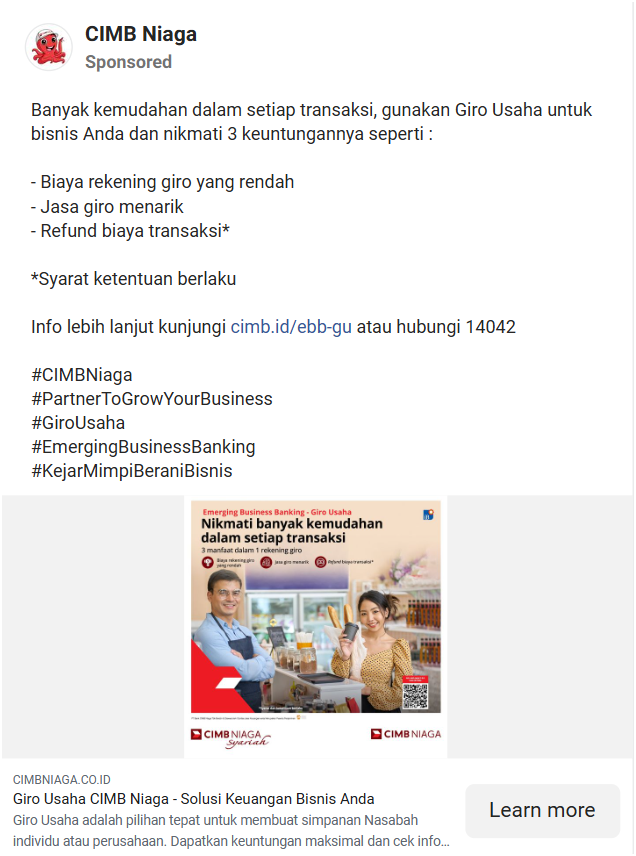 CIMB Niaga
Sponsored
Banyak kemudahan dalam setiap transaksi, gunakan Giro Usaha untuk
bisnis Anda dan nikmati 3 keuntungannya seperti :
- Biaya rekening giro yang rendah
- Jasa giro menarik
- Refund biaya transaksi*
*Syarat ketentuan berlaku
Info lebih lanjut kunjungi cimb.id/ebb-gu atau hubungi 14042
#CIMBNiaga
#PartnerToGrowYourBusiness
#GiroUsaha
#EmergingBusinessBanking
#KejarMimpiBeraniBisnis
Emerging Business Banking - Giro Usaha
Nikmati banyak kemudahan
dalam setiap transaksi
3 manfaat dalam 1 rekening giro
Biaya rekening giro
yang rendah
Jasa giro menarik
Refund biaya transaksi*
CIMB NIAGA
syariah
CIMB NIAGA
CIMBNIAGA.CO.ID
Giro Usaha CIMB Niaga - Solusi Keuangan Bisnis Anda
Giro Usaha adalah pilihan tepat untuk membuat simpanan Nasabah
individu atau perusahaan. Dapatkan keuntungan maksimal dan cek info...
Learn more